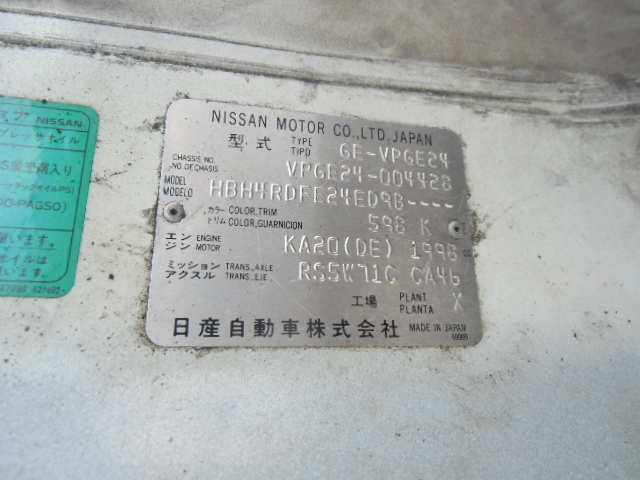 NISSAN
NISSAN MOTOR CO., LTD. JAPAN
型式 TYPE TIPO GE-VPGE24
CHASSIS NO. NO.DE CHASIS VPGE24-004428
MODEL MODELO HBH4RDFE24ED9B----/
カラー COLOR, TRIM
トリム COLOR, GUARNICION 598 K
エンジン ENGINE MOTOR KA20(DE) 1998 cc
ミッション TRANS., AXLE
アクスル TRANS., EJE RS5W71C CA46
工場 PLANT PLANTA X
日産自動車株式会社 MADE IN JAPAN